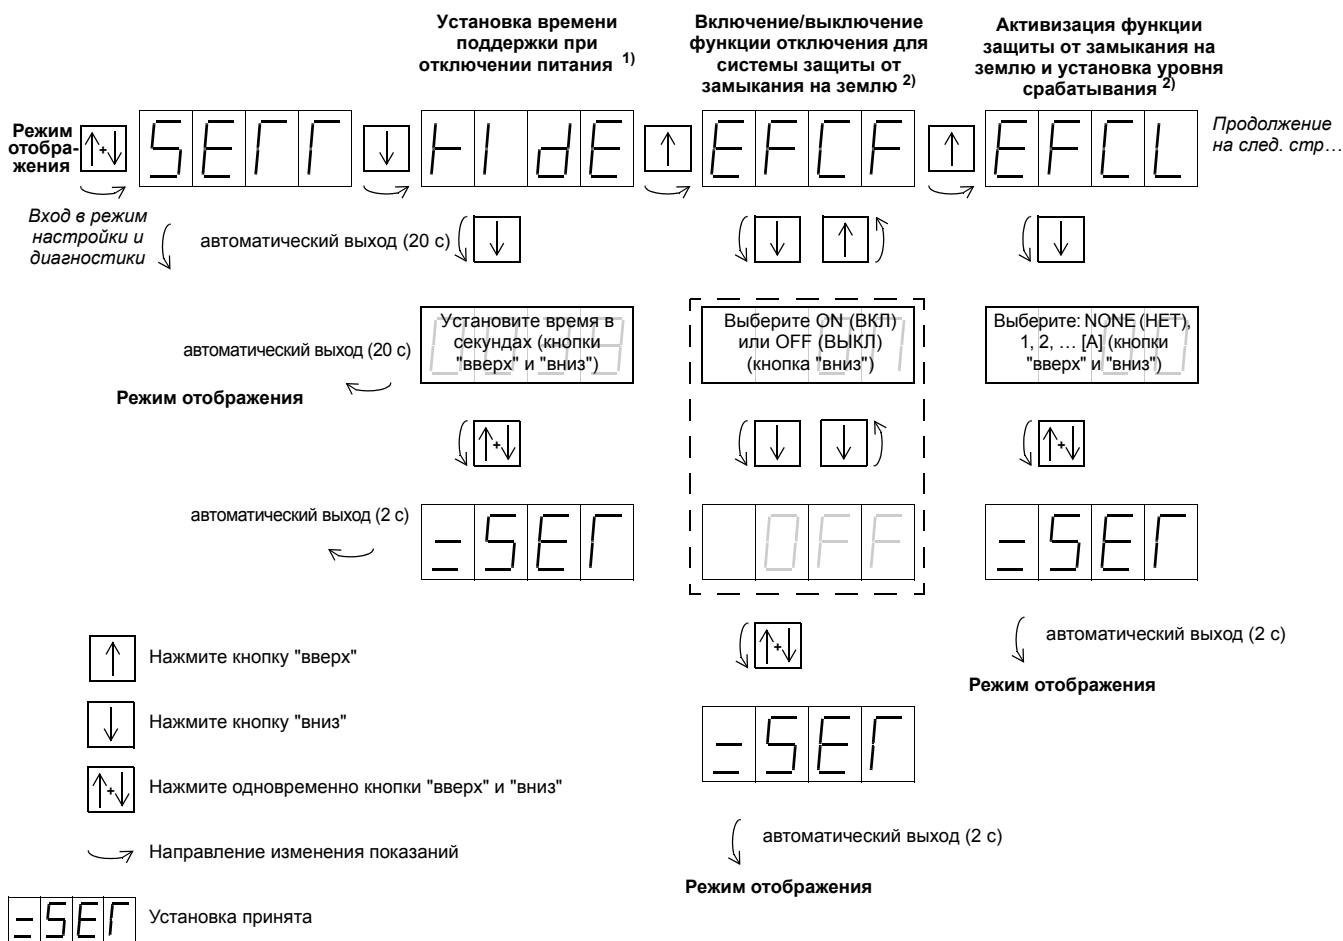 Установка времени
поддержки при
отключении питания 1)
Включение/выключение
функции отключения для
системы защиты от
замыкания на землю 2)
Активизация функции
защиты от замыкания на
землю и установка уровня
срабатывания 2)
Режим
отобра-
жения
SETT
HIdE
EFCF
EFCL
Продолжение
на след. стр…
Вход в режим
настройки и
диагностики
автоматический выход (20 с)
Установите время в
секундах (кнопки
"вверх" и "вниз")
Выберите ON (ВКЛ)
или OFF (ВЫКЛ)
(кнопка "вниз")
Выберите: NONE (НЕТ),
1, 2, … [A] (кнопки
"вверх" и "вниз")
автоматический выход (20 с)
Режим отображения
автоматический выход (2 с)
=SET
OFF
=SET
Нажмите кнопку "вверх"
автоматический выход (2 с)
Режим отображения
Нажмите кнопку "вниз"
=SET
Нажмите одновременно кнопки "вверх" и "вниз"
Направление изменения показаний
автоматический выход (2 с)
Режим отображения
=SET
Установка принята